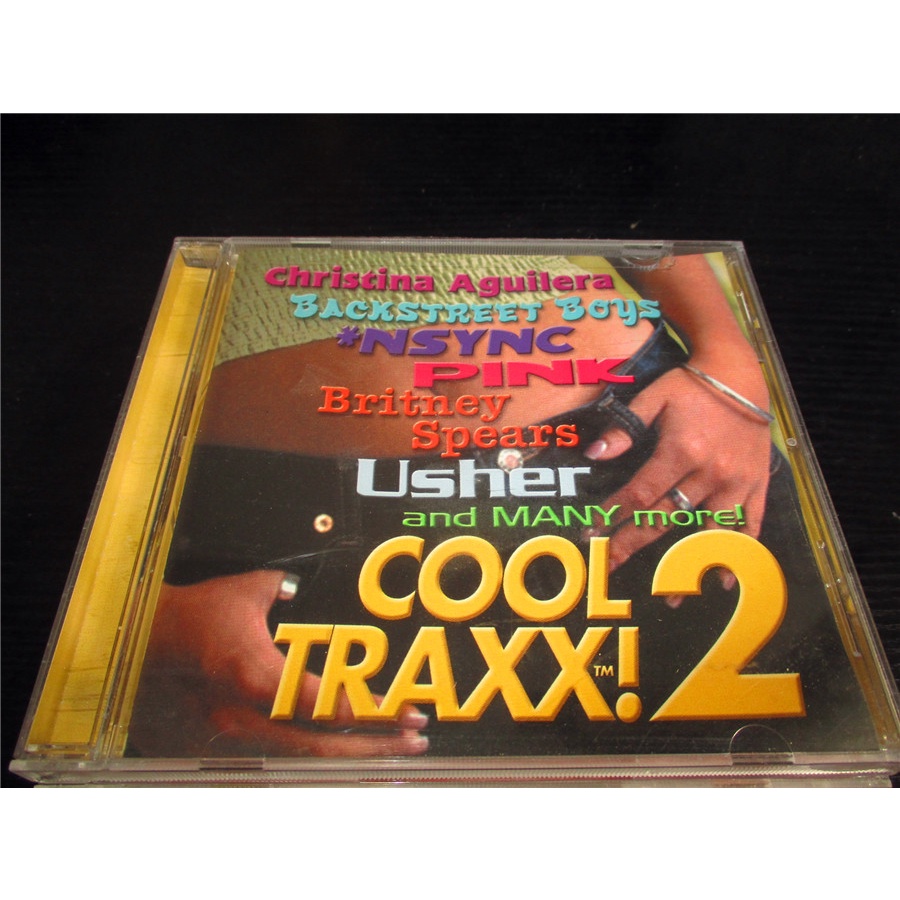 Christina Aguilera
BACKSTREET BOYS
*NSYNC
PINK
Britney
Spears
Usher
and MANY more!
COOL
TRAXX!™ 2